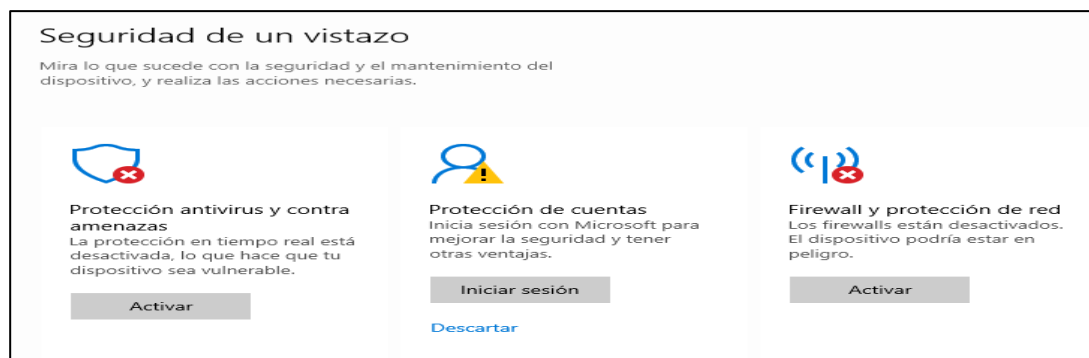 Seguridad de un vistazo
Mira lo que sucede con la seguridad y el mantenimiento del
dispositivo, y realiza las acciones necesarias.
Protección antivirus y contra
amenazas
La protección en tiempo real está
desactivada, lo que hace que tu
dispositivo sea vulnerable.
Activar
Protección de cuentas
Inicia sesión con Microsoft para
mejorar la seguridad y tener
otras ventajas.
Iniciar sesión
Descartar
Firewall y protección de red
Los firewalls están desactivados.
El dispositivo podría estar en
peligro.
Activar